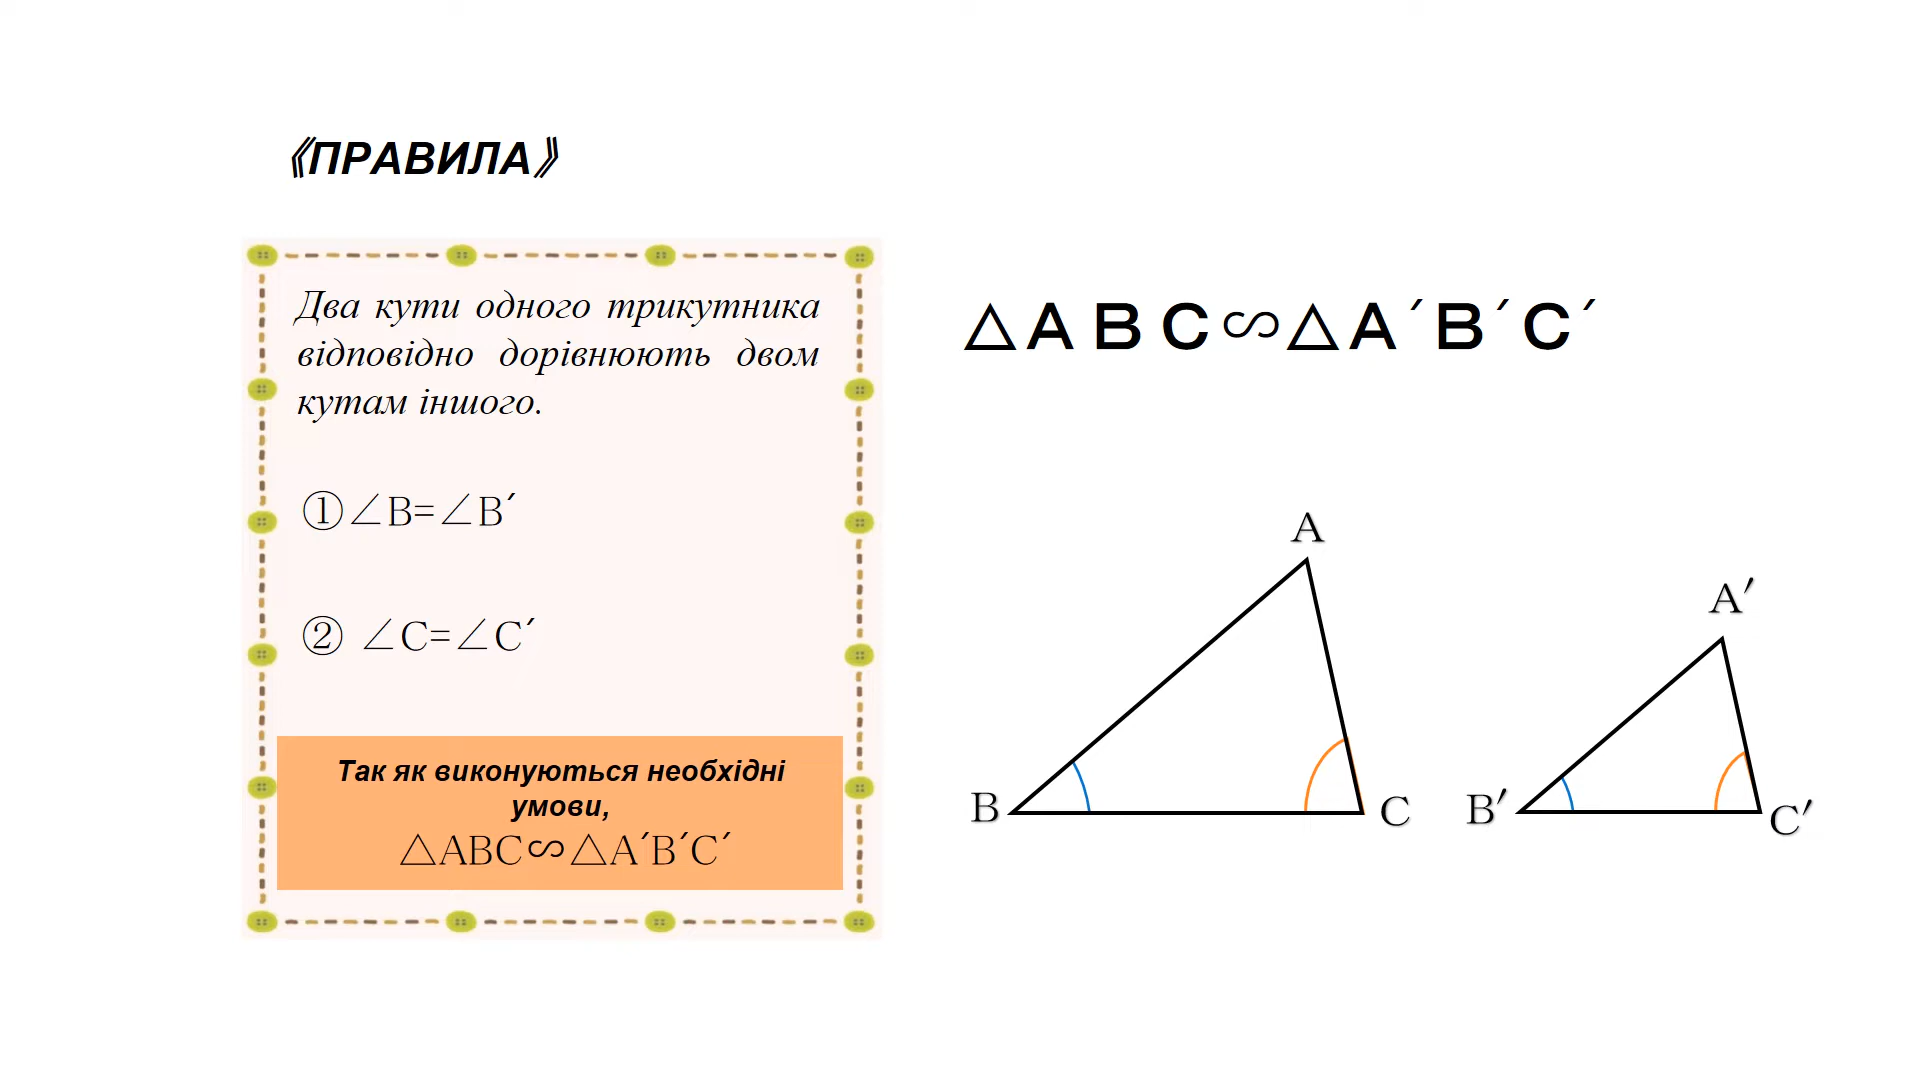 《ПРАВИЛА》
Два кути одного трикутника
відповідно дорівнюють двом
кутам іншого.
①∠B=∠B′
② ∠C=∠C′
Так як виконуються необхідні
умови,
△ABC∽△A′B′C′
△ABC∽△A′B′C′
A
B
C
A′
B′
C′